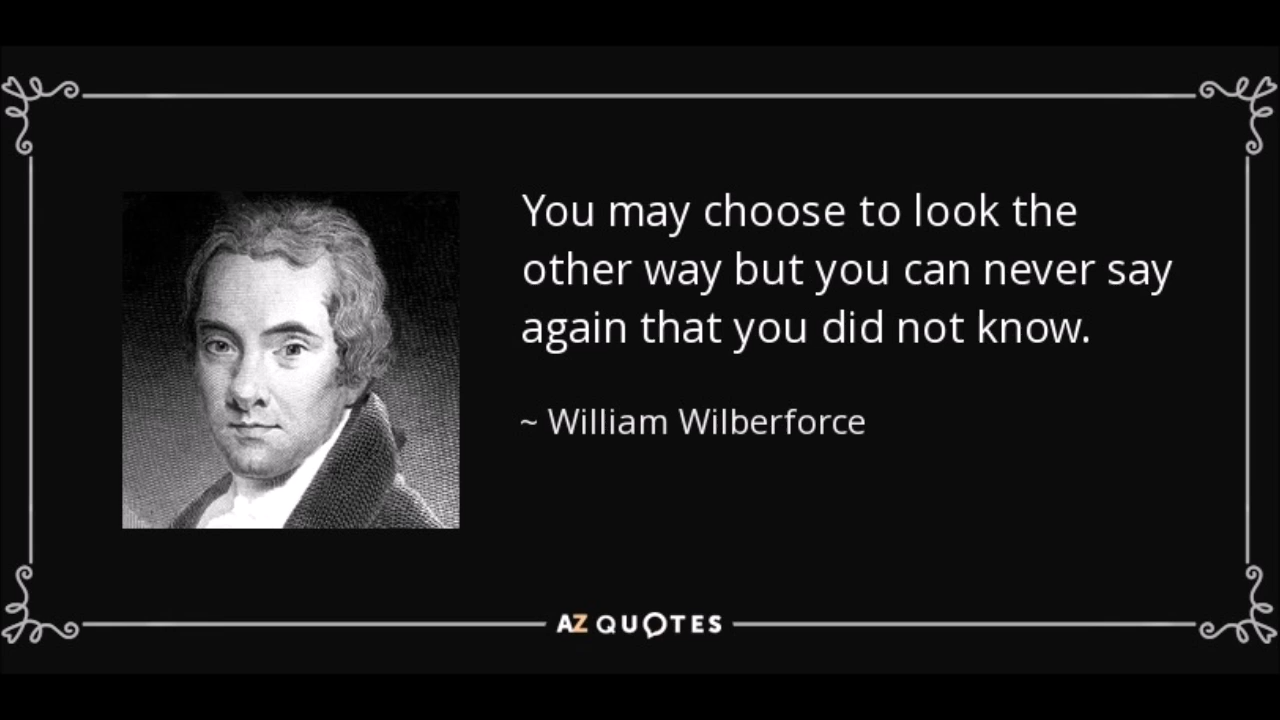 You may choose to look the
other way but you can never say
again that you did not know.
~ William Wilberforce
AZ QUOTES